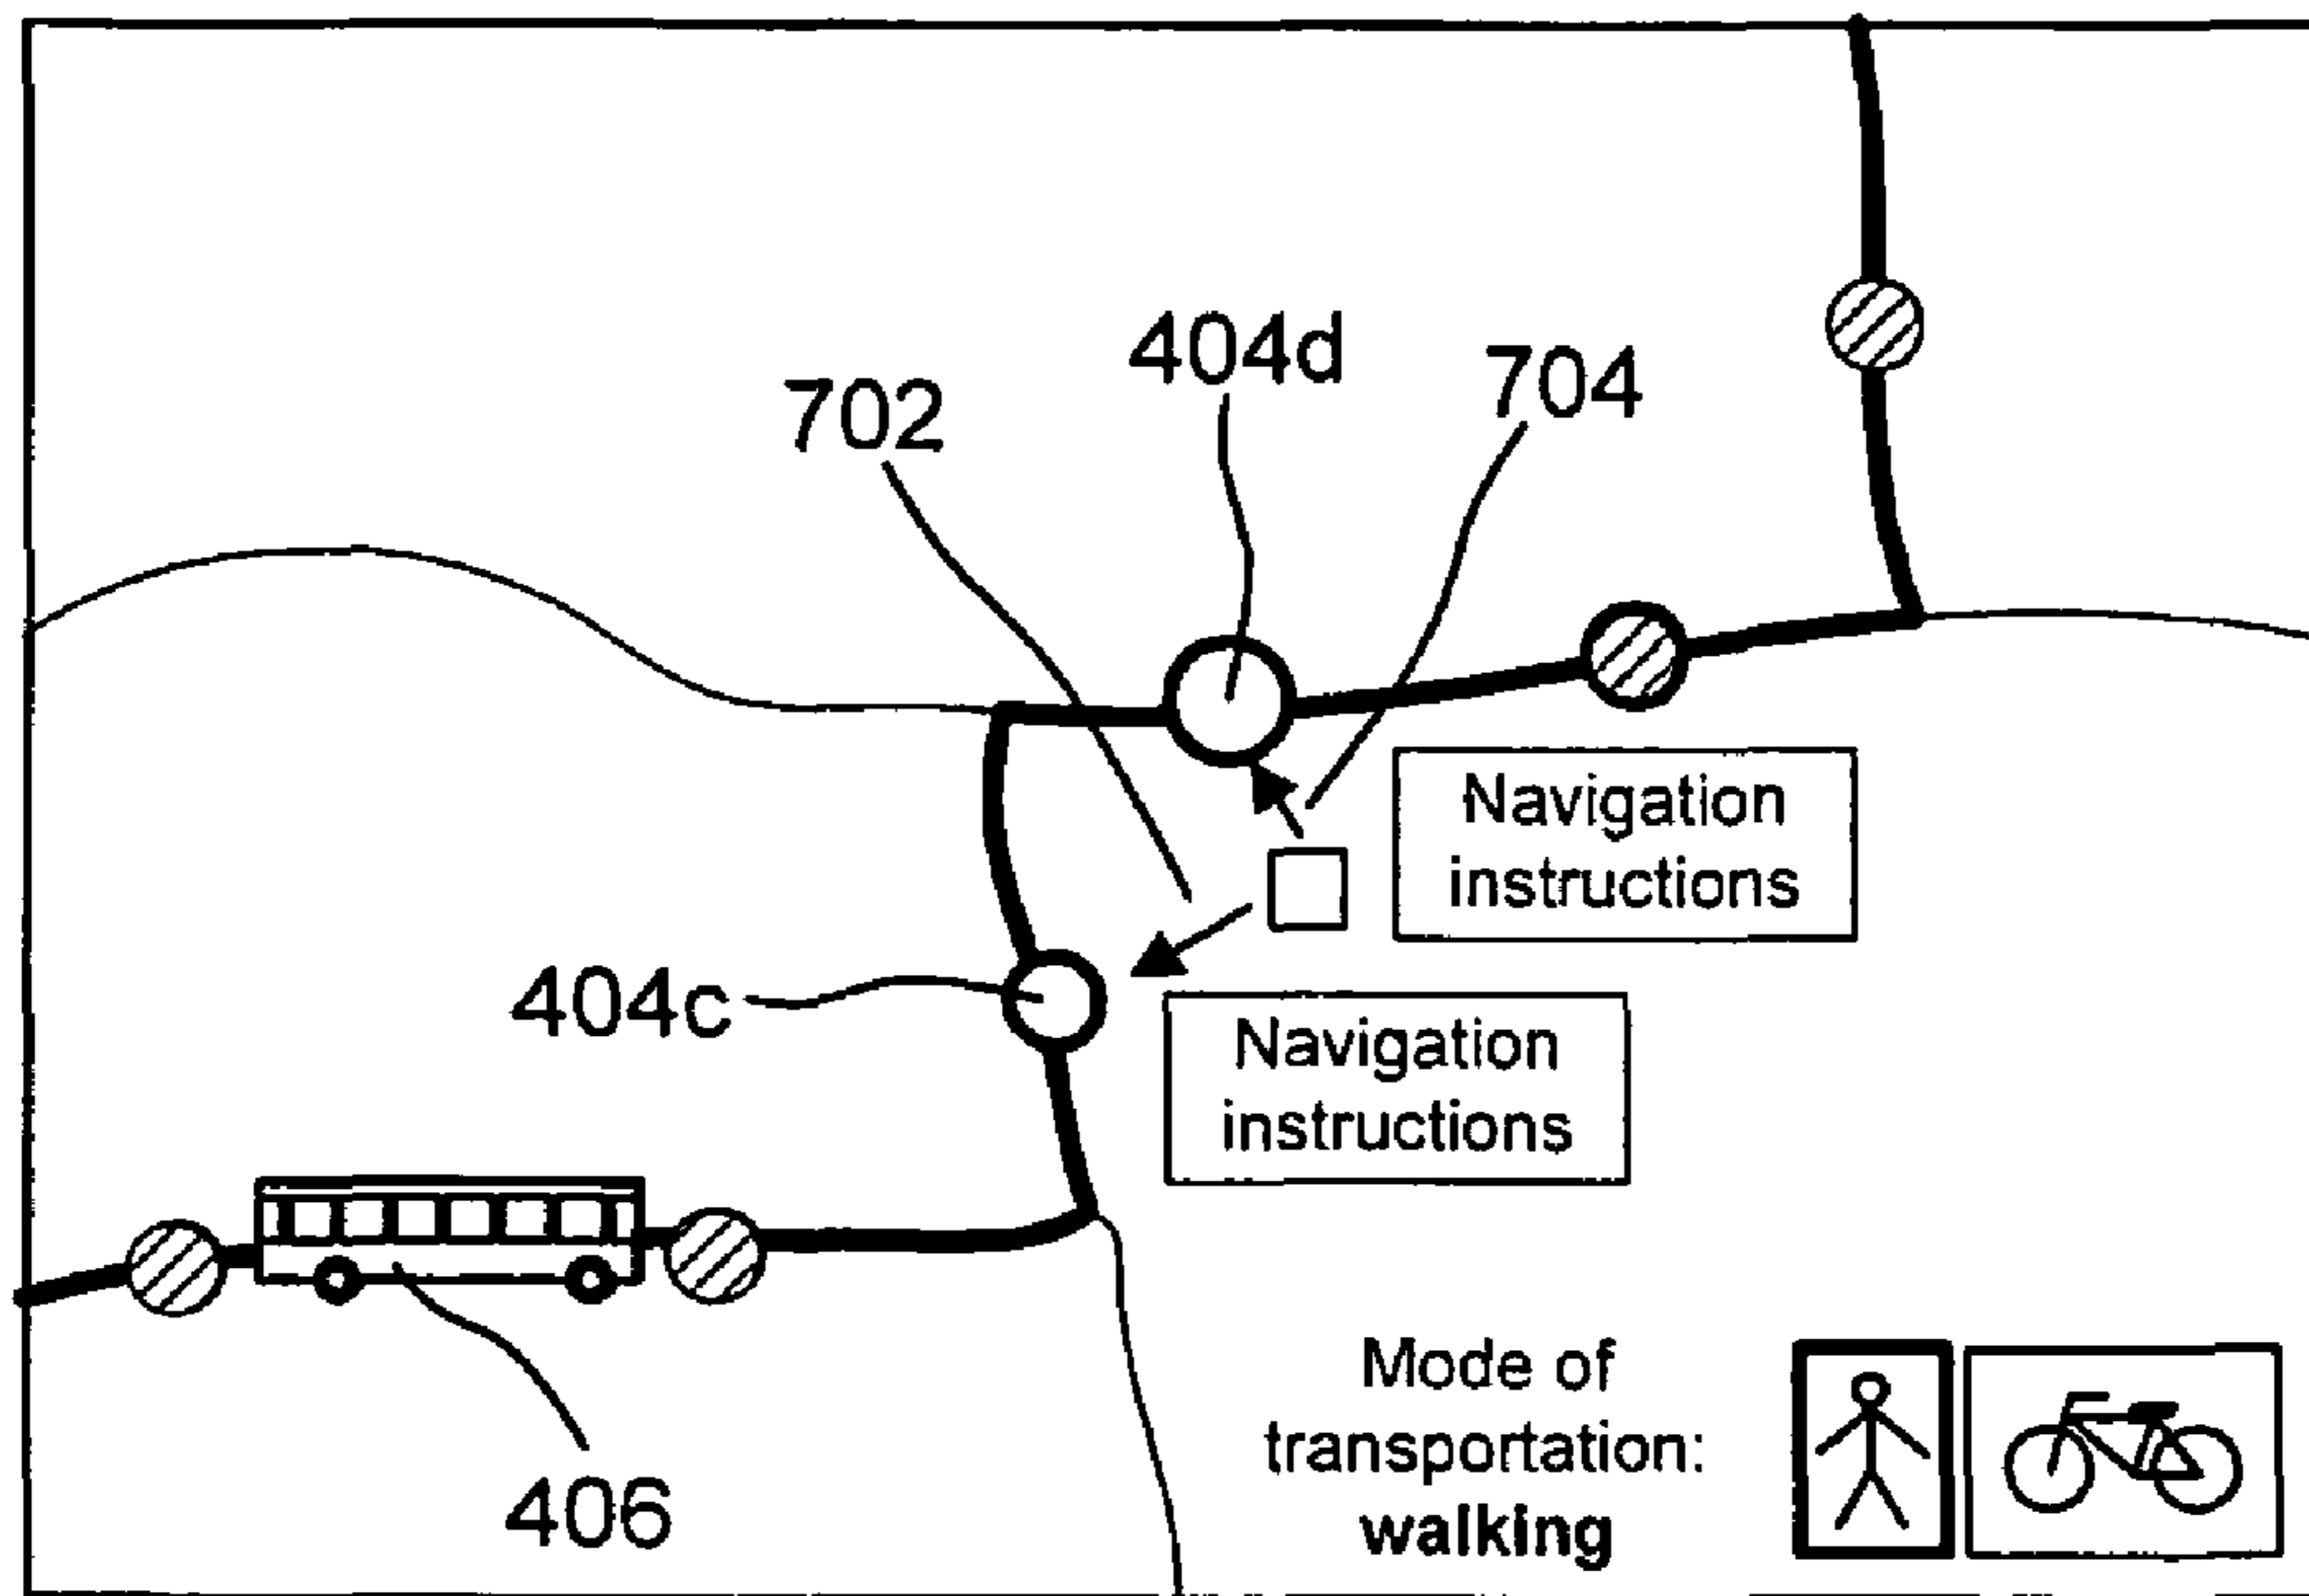 404d
704
702
Navigation
instructions
404c
Navigation
instructions
406
Mode of
transportation:
walking